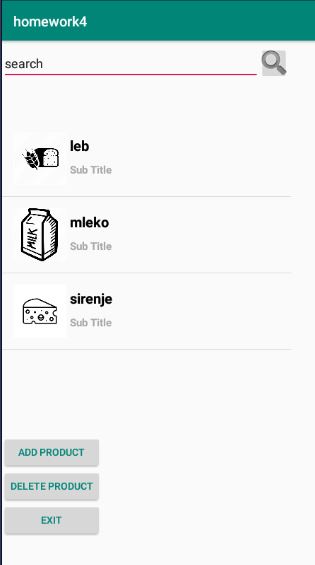 homework4
search
leb
Sub Title
MILK
mleko
Sub Title
sirenje
Sub Title
ADD PRODUCT
DELETE PRODUCT
EXIT